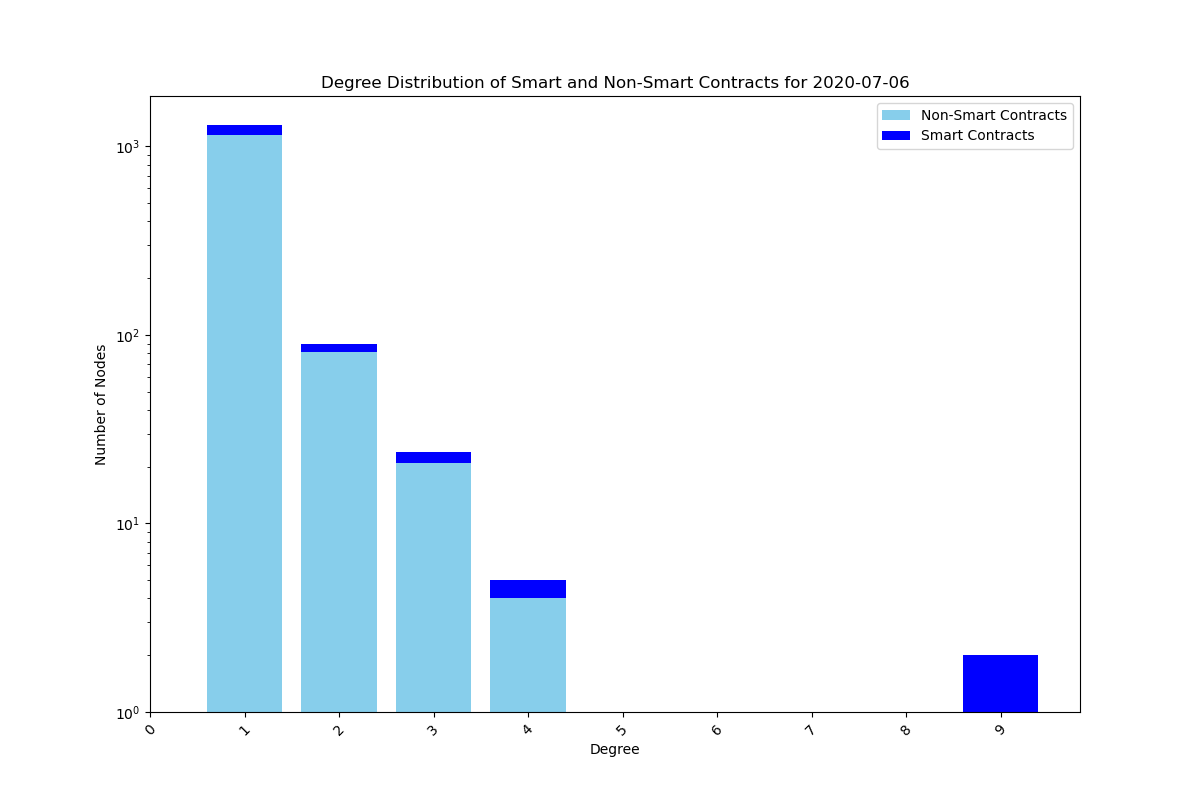 Degree Distribution of Smart and Non-Smart Contracts for 2020-07-06
Non-Smart Contracts
Smart Contracts
Number of Nodes
10³
10²
10¹
10⁰
0 1 2 3 4 5 6 7 8 9
Degree